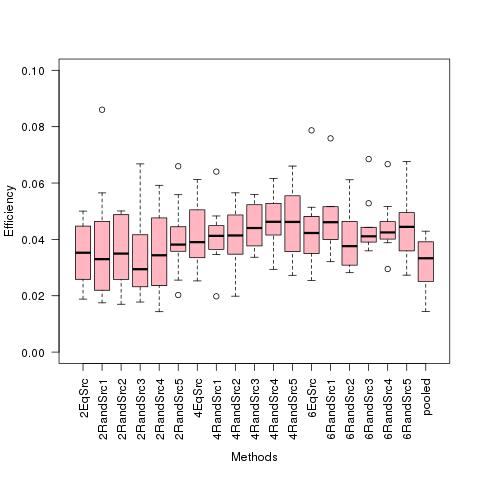 0.10
0.08
0.06
0.04
0.02
0.00
Efficiency
2EqSrc
2RandSrc1
2RandSrc2
2RandSrc3
2RandSrc4
2RandSrc5
4EqSrc
4RandSrc1
4RandSrc2
4RandSrc3
4RandSrc4
4RandSrc5
6EqSrc
6RandSrc1
6RandSrc2
6RandSrc3
6RandSrc4
6RandSrc5
pooled
Methods